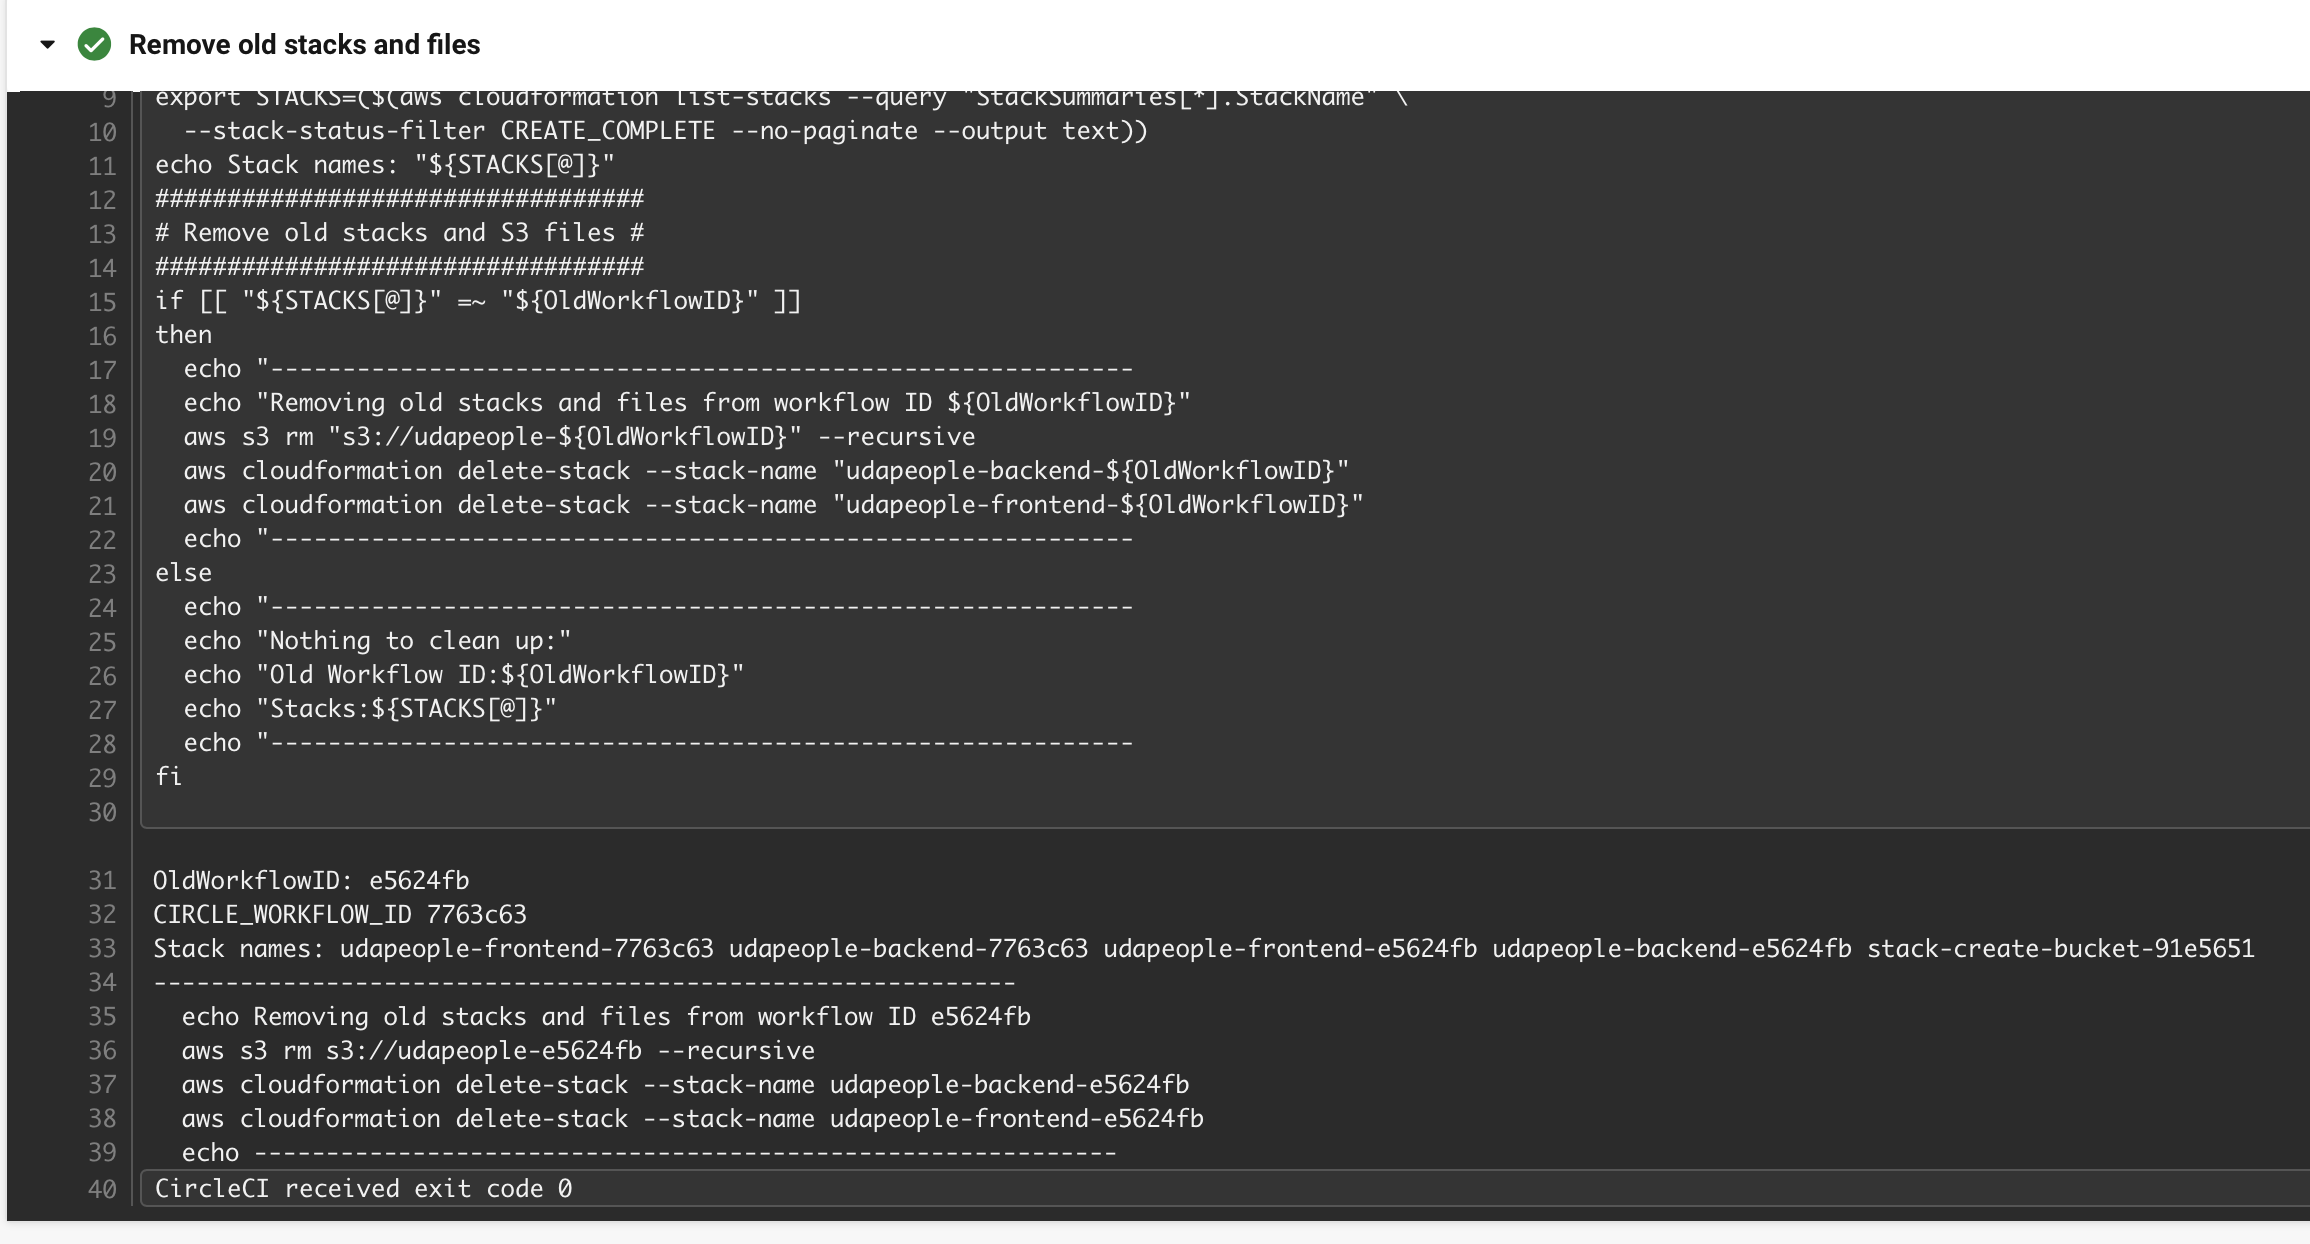 Remove old stacks and files
9 export STACKS=($(aws cloudformation list-stacks --query "StackSummaries[*].StackName" \
10   --stack-status-filter CREATE_COMPLETE --no-paginate --output text))
11 echo Stack names: "${STACKS[@]}"
12 ##################################
13 # Remove old stacks and S3 files #
14 ##################################
15 if [[ "${STACKS[@]}" =~ "${OldWorkflowID}" ]]
16 then
17   echo "------------------------------------------------------------
18   echo "Removing old stacks and files from workflow ID ${OldWorkflowID}"
19   aws s3 rm "s3://udapeople-${OldWorkflowID}" --recursive
20   aws cloudformation delete-stack --stack-name "udapeople-backend-${OldWorkflowID}"
21   aws cloudformation delete-stack --stack-name "udapeople-frontend-${OldWorkflowID}"
22   echo "------------------------------------------------------------
23 else
24   echo "------------------------------------------------------------
25   echo "Nothing to clean up:"
26   echo "Old Workflow ID:${OldWorkflowID}"
27   echo "Stacks:${STACKS[@]}"
28   echo "------------------------------------------------------------
29 fi
30
31 OldWorkflowID: e5624fb
32 CIRCLE_WORKFLOW_ID 7763c63
33 Stack names: udapeople-frontend-7763c63 udapeople-backend-7763c63 udapeople-frontend-e5624fb udapeople-backend-e5624fb stack-create-bucket-91e5651
34 ------------------------------------------------------------
35   echo Removing old stacks and files from workflow ID e5624fb
36   aws s3 rm s3://udapeople-e5624fb --recursive
37   aws cloudformation delete-stack --stack-name udapeople-backend-e5624fb
38   aws cloudformation delete-stack --stack-name udapeople-frontend-e5624fb
39   echo ------------------------------------------------------------
40 CircleCI received exit code 0